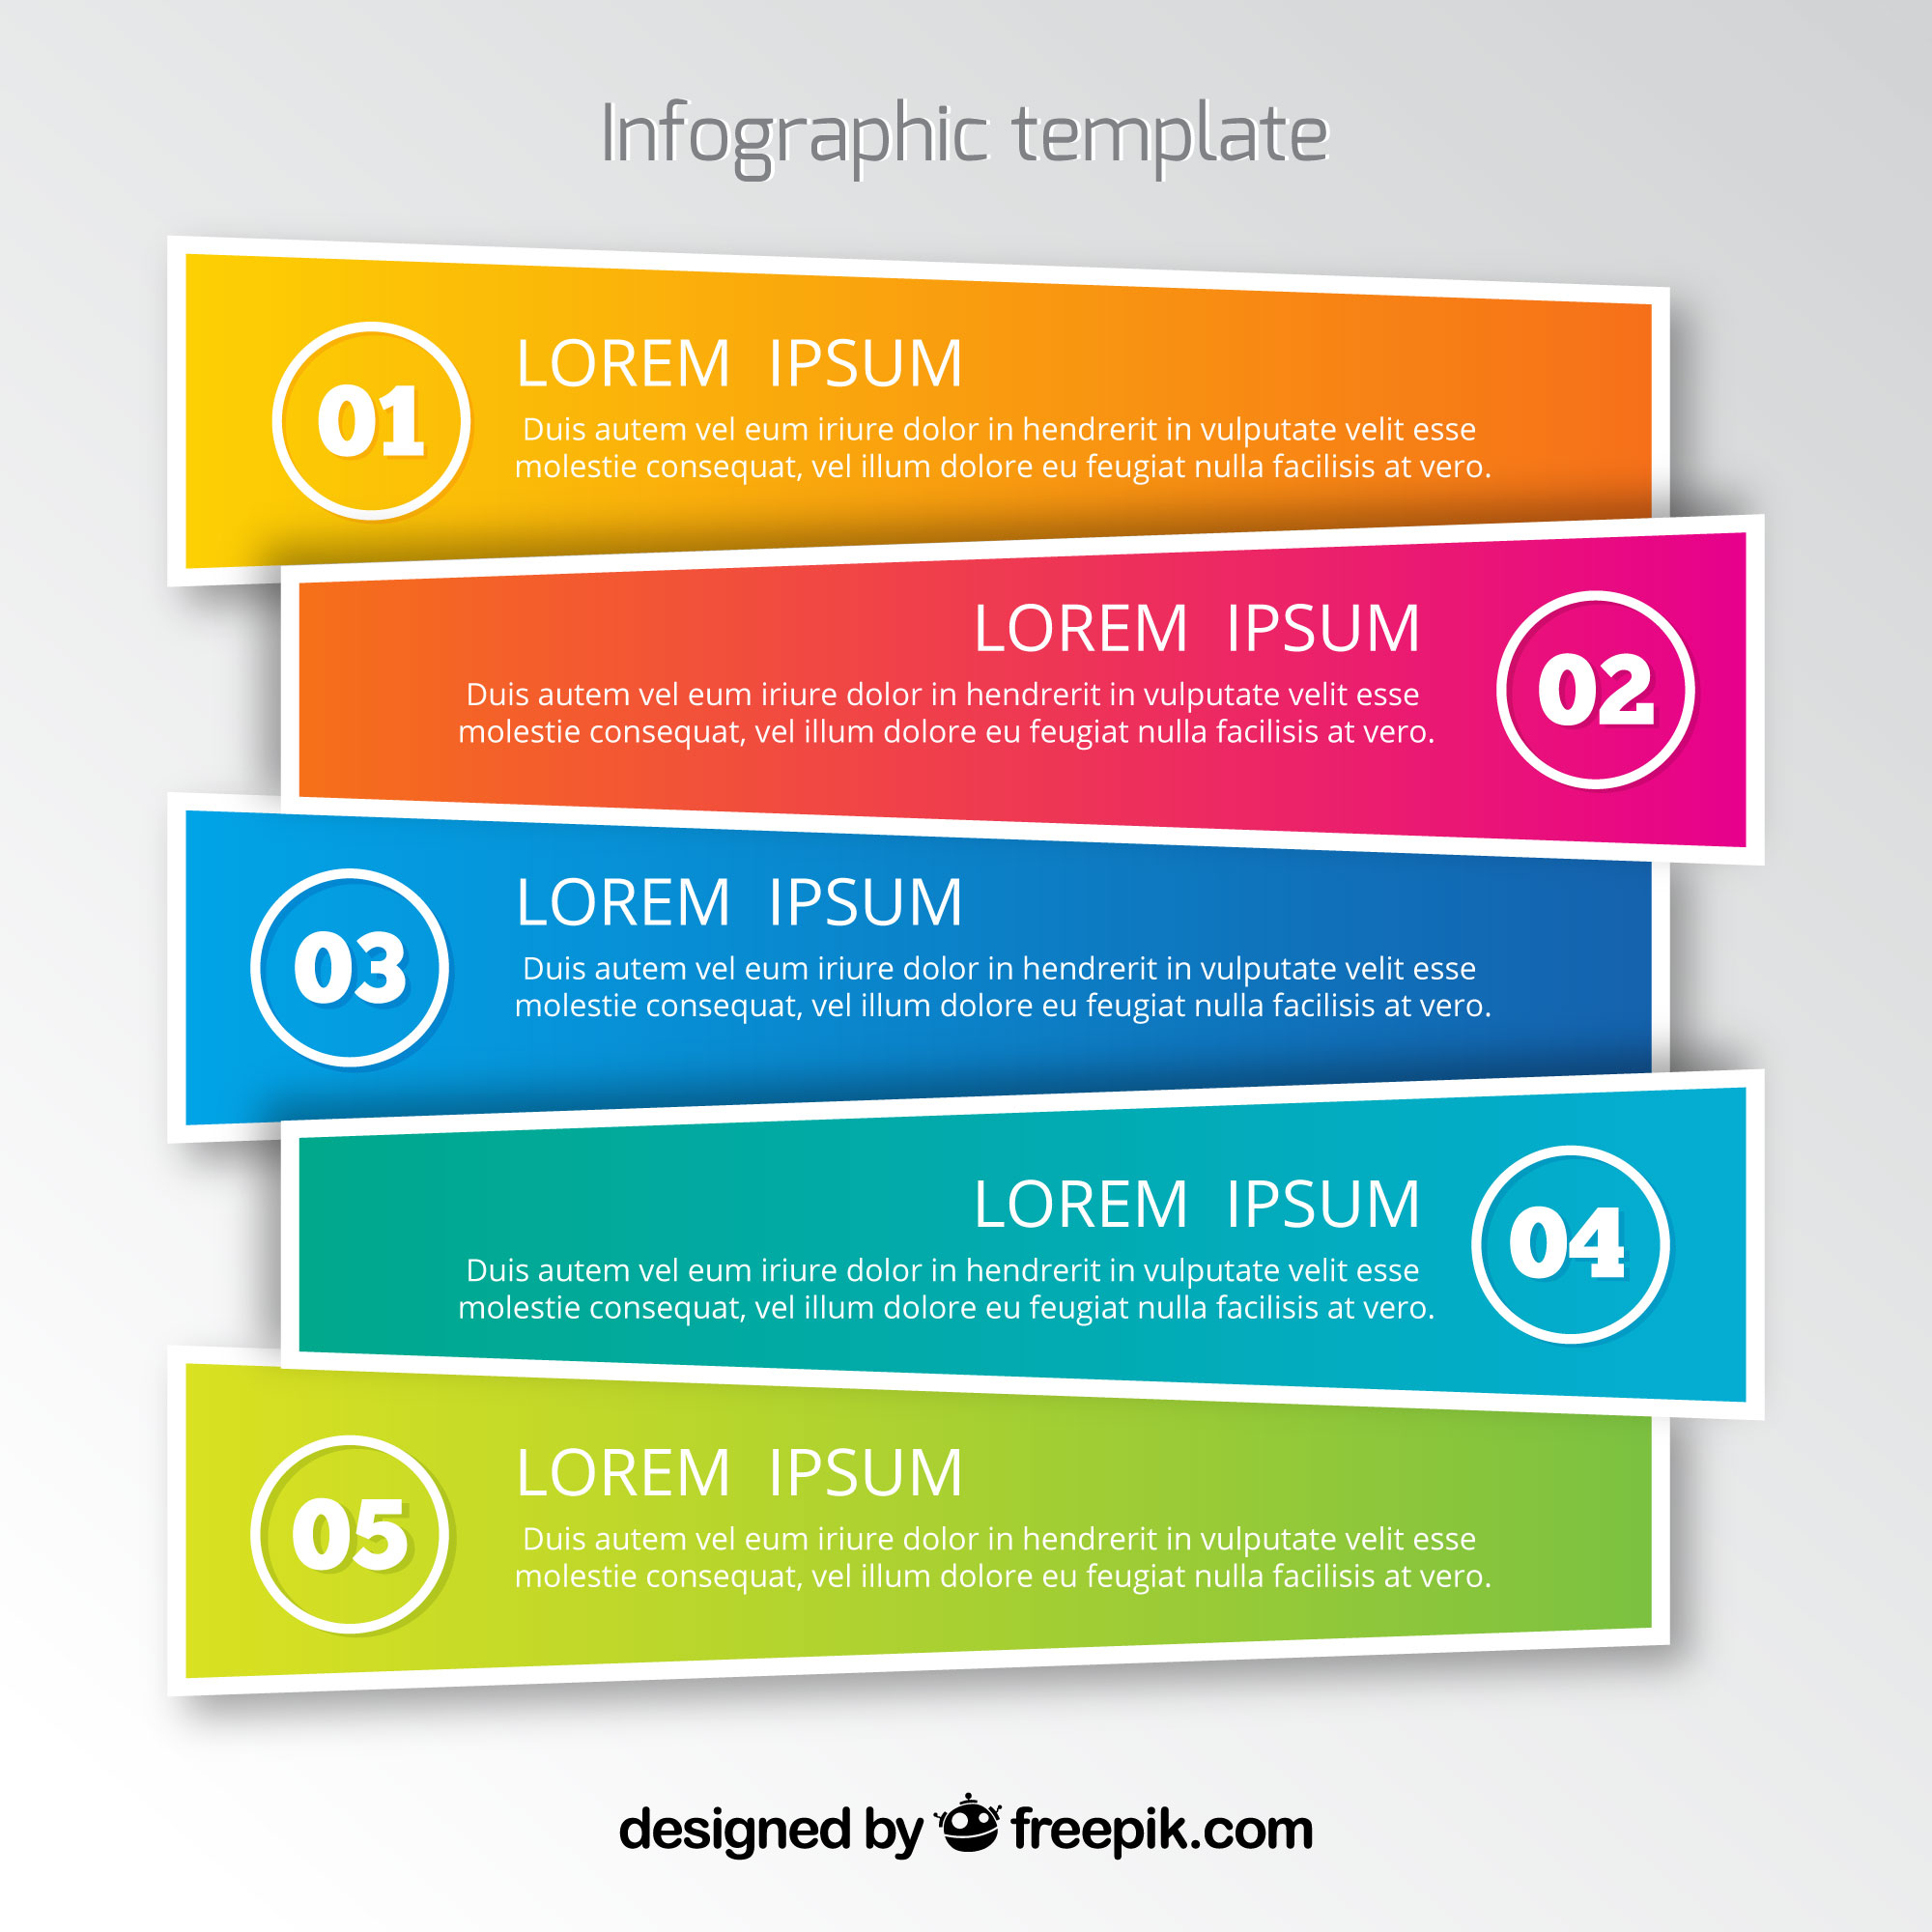 Infographic template
01
LOREM IPSUM
Duis autem vel eum iriure dolor in hendrerit in vulputate velit esse
molestie consequat, vel illum dolore eu feugiat nulla facilisis at vero.
LOREM IPSUM
02
Duis autem vel eum iriure dolor in hendrerit in vulputate velit esse
molestie consequat, vel illum dolore eu feugiat nulla facilisis at vero.
03
LOREM IPSUM
Duis autem vel eum iriure dolor in hendrerit in vulputate velit esse
molestie consequat, vel illum dolore eu feugiat nulla facilisis at vero.
LOREM IPSUM
04
Duis autem vel eum iriure dolor in hendrerit in vulputate velit esse
molestie consequat, vel illum dolore eu feugiat nulla facilisis at vero.
05
LOREM IPSUM
Duis autem vel eum iriure dolor in hendrerit in vulputate velit esse
molestie consequat, vel illum dolore eu feugiat nulla facilisis at vero.
designed by freepik.com